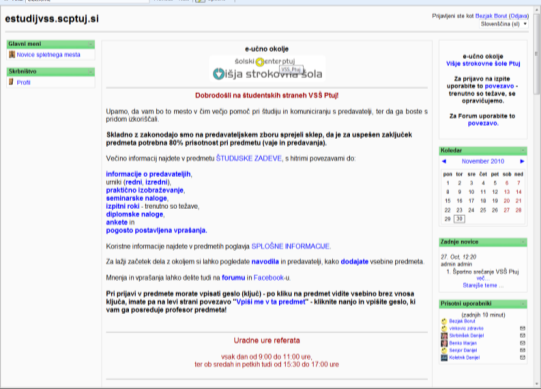 estudijvss.scptuj.si
Prijavljeni ste kot Bezjak Borut (Odjava)
Slovenščina (sl)
Glavni meni
Novice spletnega mesta
Skrbništvo
Profil
e-učno okolje
šolski center ptuj
Višja strokovna šola
Dobrodošli na študentskih straneh VSŠ Ptuj!
Upamo, da vam bo to mesto v čim večjo pomoč pri študiju in komuniciranju s predavatelji, ter da ga boste s
pridom izkoriščali.
Skladno z zakonodajo smo na predavateljskem zboru sprejeli sklep, da je za uspešen zaključek
predmeta potrebna 80% prisotnost pri predmetu (vaje in predavanja).
Večino informacij najdete v predmetu ŠTUDIJSKE ZADEVE, s hitrimi povezavami do:
informacije o predavateljih,
urniki (redni, izredni),
praktično izobraževanje,
seminarske naloge,
izpitni roki - trenutno so težave,
diplomske naloge,
ankete in
pogosto postavljena vprašanja.
Koristne informacije najdete v predmetih poglavja SPLOŠNE INFORMACIJE.
Za lažji začetek dela z okoljem si lahko pogledate navodila in predavatelji, kako dodajate vsebine predmeta.
Mnenja in vprašanja lahko delite tudi na forumu in Facebook-u.
Pri prijavi v predmete morate vpisati geslo (ključ) - po kliku na predmet vidite vsebino brez vnosa
ključa, imate pa na levi strani povezavo "Vpiši me v ta predmet" - kliknite nanjo in vpišite geslo, ki
vam ga posreduje profesor predmeta!
Uradne ure referata
vsak dan od 9:00 do 11:00 ure,
ter ob sredah in petkih tudi od 15:30 do 17:00 ure
e-učno okolje
Višje strokovne šole Ptuj
Za prijavo na izpite
uporabite to povezavo -
trenutno so težave, se
opravičujemo.
Za Forum uporabite to
povezavo.
Koledar
November 2010
pon tor sre čet pet sob ned
1 2 3 4 5 6 7
8 9 10 11 12 13 14
15 16 17 18 19 20 21
22 23 24 25 26 27 28
29 30
Zadnje novice
27. Oct, 12:20
admin admin
1. Športno srečanje VSŠ Ptuj
več...
Starejše teme ...
Prisotni uporabniki
(zadnjih 10 minut)
Bezjak Borut